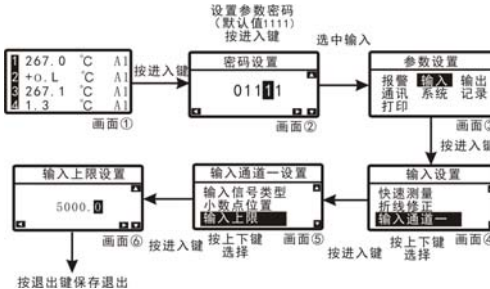 设置参数密码
(默认值1111)
按进入键
1 267.0 ℃ A1
2 +o.L ℃ A1
3 267.1 ℃ A1
4 1.3 ℃ A1
画面①
按进入键
密码设置
01111
画面②
选中输入
参数设置
报警 输入 输出
通讯 系统 记录
打印
画面③
按进入键
输入设置
快速测量
折线修正
输入通道一
画面④
按上下键
选择
按进入键
输入通道一设置
输入信号类型
小数点位置
输入上限
画面⑤
按上下键
选择
按进入键
输入上限设置
5000.0
画面⑥
按退出键保存退出